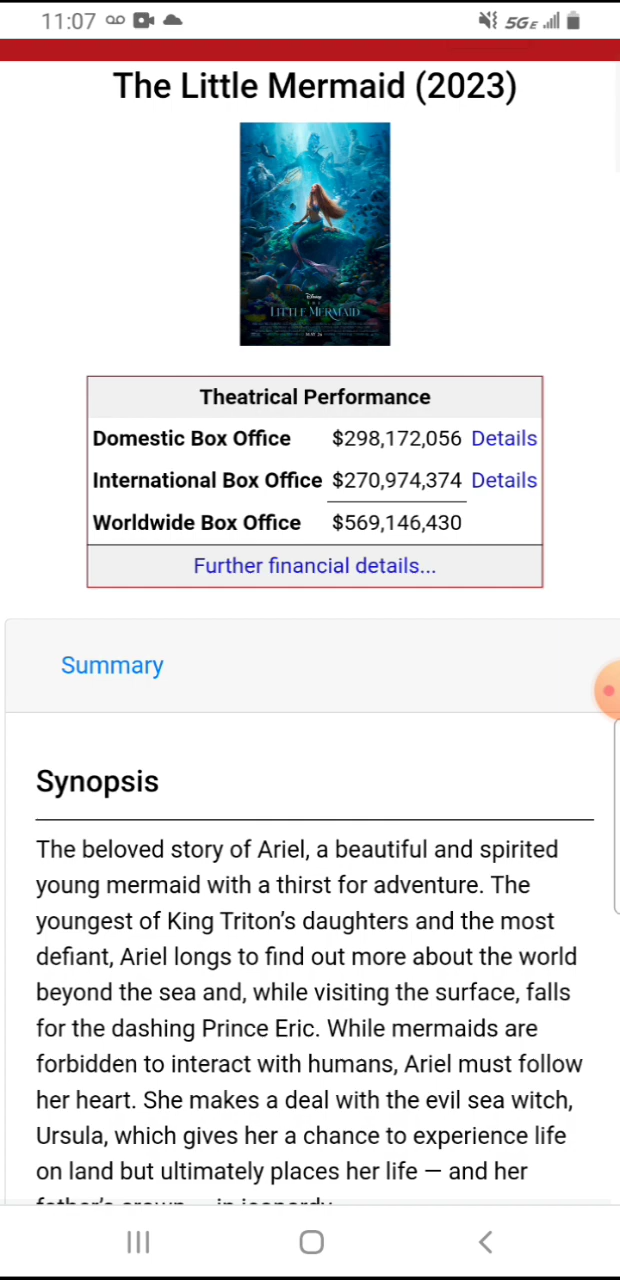 11:07
5GE
The Little Mermaid (2023)
Disney
THE
LITTLE MERMAID
MAY 26
Theatrical Performance
Domestic Box Office $298,172,056 Details
International Box Office $270,974,374 Details
Worldwide Box Office $569,146,430
Further financial details...
Summary
Synopsis
The beloved story of Ariel, a beautiful and spirited
young mermaid with a thirst for adventure. The
youngest of King Triton’s daughters and the most
defiant, Ariel longs to find out more about the world
beyond the sea and, while visiting the surface, falls
for the dashing Prince Eric. While mermaids are
forbidden to interact with humans, Ariel must follow
her heart. She makes a deal with the evil sea witch,
Ursula, which gives her a chance to experience life
on land but ultimately places her life — and her
father’s crown — in jeopardy.